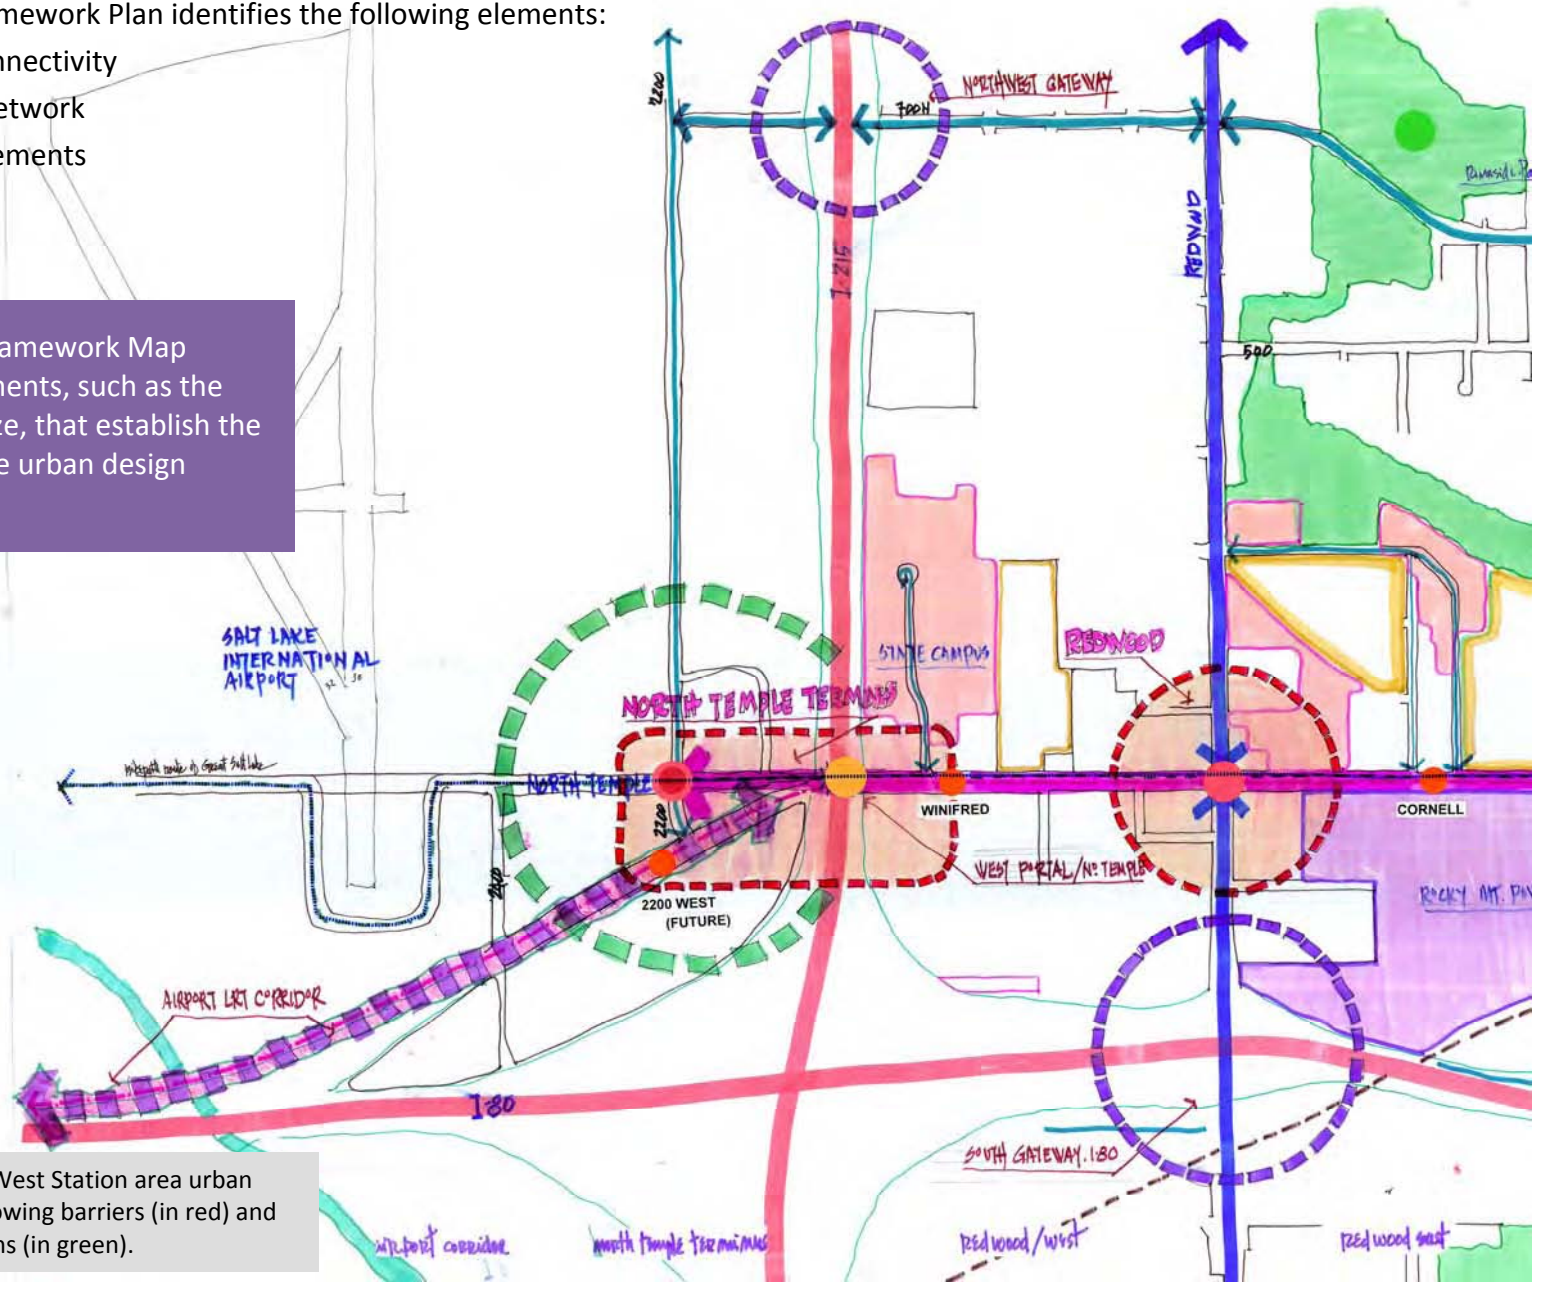 mework Plan identifies the following elements:
nnectivity
etwork
ements
amework Map
nents, such as the
ze, that establish the
e urban design
2200
NORTHWEST GATEWAY
700N
I-215
REDWOOD
500
SALT LAKE
INTERNATIONAL
AIRPORT
STATE CAMPUS
REDWOOD
NORTH TEMPLE TERMINUS
NORTH TEMPLE
2200
2400
WINIFRED
CORNELL
WEST PORTAL/NO TEMPLE
2200 WEST
(FUTURE)
ROCKY MT.
AIRPORT LRT CORRIDOR
I-80
SOUTH GATEWAY. I-80
West Station area urban
owing barriers (in red) and
ns (in green).
airport corridor
north temple terminus
Redwood/west
Redwood east